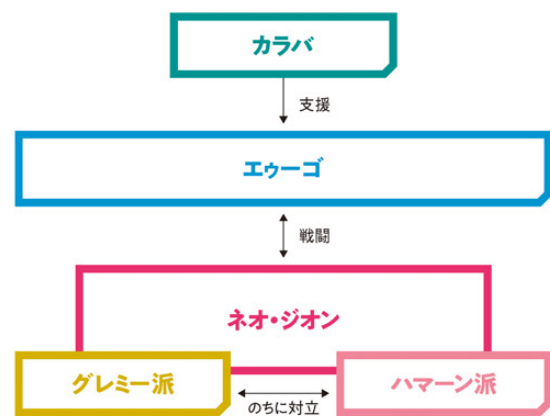 カラバ
支援
エゥーゴ
戦闘
ネオ・ジオン
グレミー派
ハマーン派
のちに対立